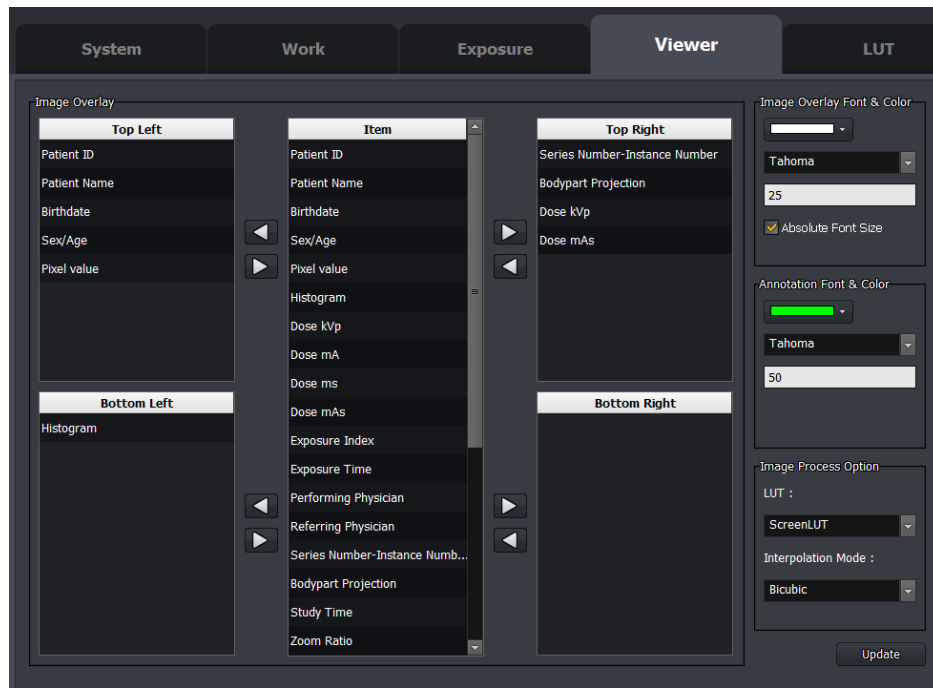 System Work Exposure Viewer LUT
Image Overlay
Top Left
Patient ID
Patient Name
Birthdate
Sex/Age
Pixel value
Bottom Left
Histogram
Item
Patient ID
Patient Name
Birthdate
Sex/Age
Pixel value
Histogram
Dose kVp
Dose mA
Dose ms
Dose mAs
Exposure Index
Exposure Time
Performing Physician
Referring Physician
Series Number-Instance Numb...
Bodypart Projection
Study Time
Zoom Ratio
Top Right
Series Number-Instance Number
Bodypart Projection
Dose kVp
Dose mAs
Bottom Right
Image Overlay Font & Color
Tahoma
25
Absolute Font Size
Annotation Font & Color
Tahoma
50
Image Process Option
LUT :
ScreenLUT
Interpolation Mode :
Bicubic
Update